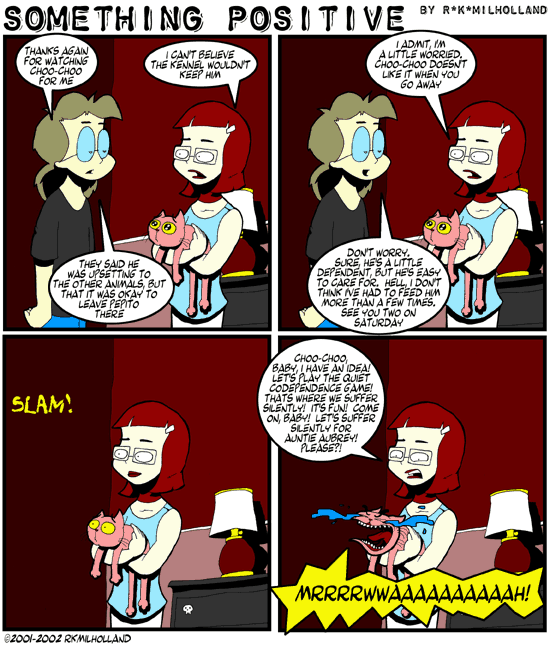 SOMETHING POSITIVE BY R*K*MILHOLLAND
THANKS AGAIN
FOR WATCHING
CHOO-CHOO
FOR ME
I CAN'T BELIEVE
THE KENNEL WOULDN'T
KEEP HIM
THEY SAID HE
WAS UPSETTING TO
THE OTHER ANIMALS, BUT
THAT IT WAS OKAY TO
LEAVE PEPITO
THERE
I ADMIT, I'M
A LITTLE WORRIED.
CHOO-CHOO DOESN'T
LIKE IT WHEN YOU
GO AWAY
DON'T WORRY.
SURE, HE'S A LITTLE
DEPENDENT, BUT HE'S EASY
TO CARE FOR. HELL, I DON'T
THINK I'VE HAD TO FEED HIM
MORE THAN A FEW TIMES.
SEE YOU TWO ON
SATURDAY
SLAM!
CHOO-CHOO,
BABY, I HAVE AN IDEA!
LET'S PLAY THE QUIET
CODEPENDENCE GAME!
THAT'S WHERE WE SUFFER
SILENTLY! IT'S FUN! COME
ON, BABY! LET'S SUFFER
SILENTLY FOR
AUNTIE AUBREY!
PLEASE?!
MRRRRWWAAAAAAAAAAH!
©2001-2002 RKMILHOLLAND